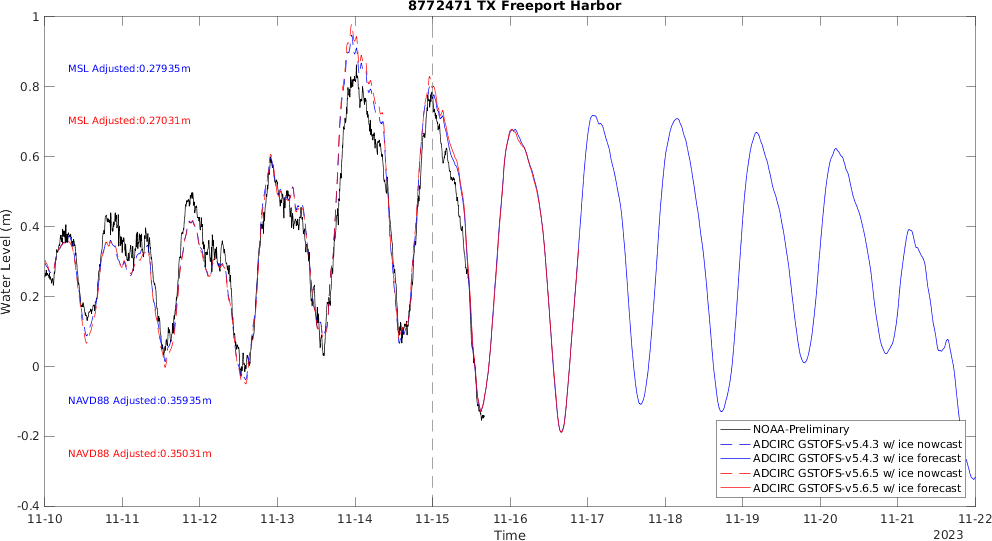 8772471 TX Freeport Harbor
1
0.8
0.6
0.4
0.2
0
-0.2
-0.4
Water Level (m)
MSL Adjusted:0.27935m
MSL Adjusted:0.27031m
NAVD88 Adjusted:0.35935m
NAVD88 Adjusted:0.35031m
NOAA-Preliminary
ADCIRC GSTOFS-v5.4.3 w/ ice nowcast
ADCIRC GSTOFS-v5.4.3 w/ ice forecast
ADCIRC GSTOFS-v5.6.5 w/ ice nowcast
ADCIRC GSTOFS-v5.6.5 w/ ice forecast
11-10 11-11 11-12 11-13 11-14 11-15 11-16 11-17 11-18 11-19 11-20 11-21 11-22
Time
2023